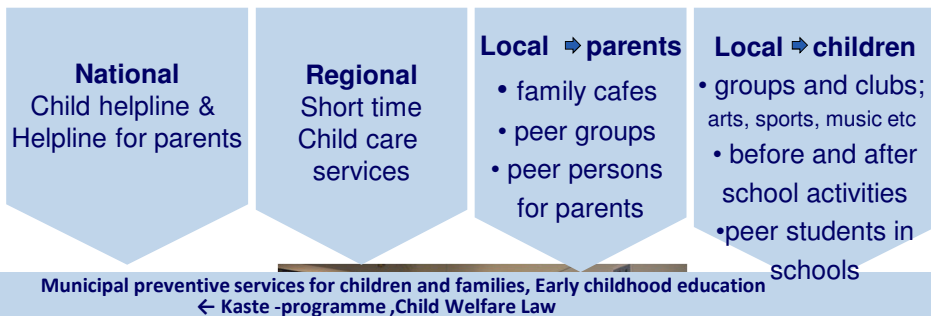 National
Child helpline &
Helpline for parents
Regional
Short time
Child care
services
Local ➡ parents
• family cafes
• peer groups
• peer persons
for parents
Local ➡ children
• groups and clubs;
arts, sports, music etc
• before and after
school activities
•peer students in
schools
Municipal preventive services for children and families, Early childhood education
← Kaste -programme ,Child Welfare Law